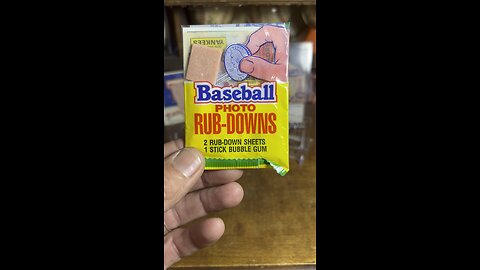 YANKEES
Baseball
PHOTO
RUB-DOWNS
2 RUB-DOWN SHEETS
1 STICK BUBBLE GUM